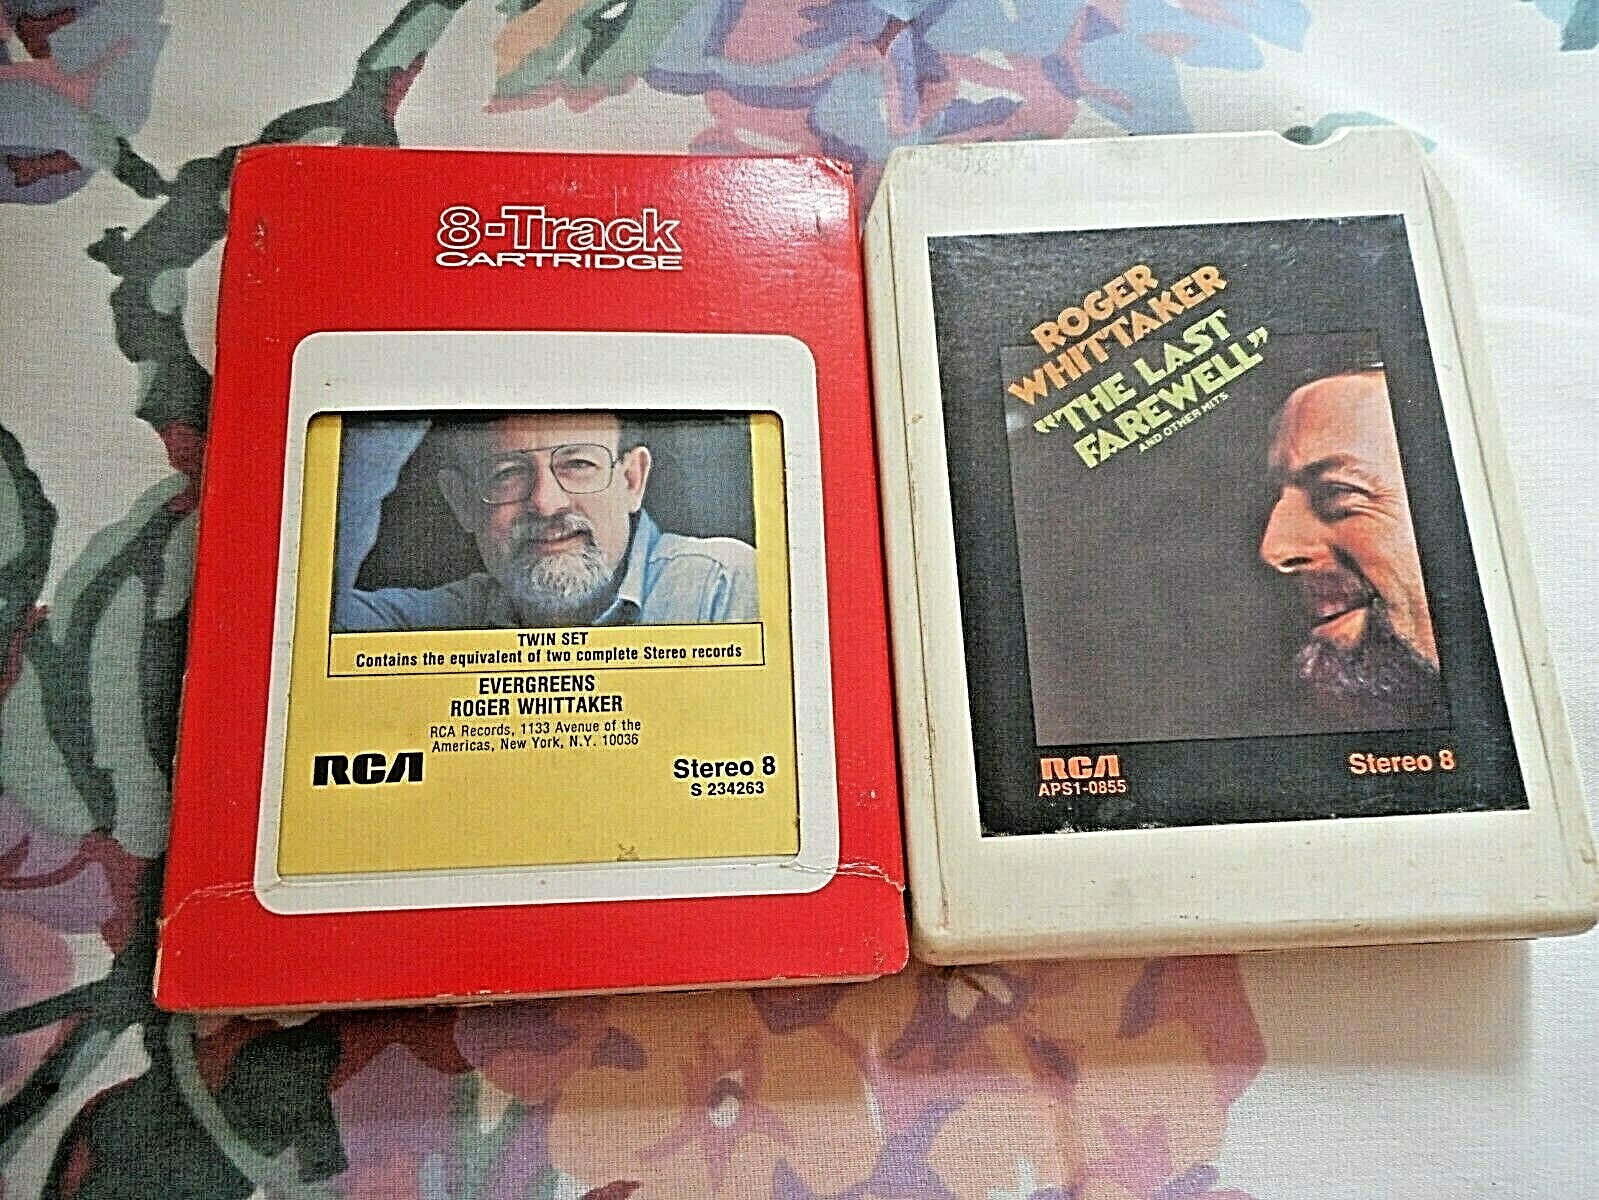 8-Track
CARTRIDGE
TWIN SET
Contains the equivalent of two complete Stereo records
EVERGREENS
ROGER WHITTAKER
RCA Records, 1133 Avenue of the
Americas, New York, N.Y. 10036
RCA
Stereo 8
S 234263
ROGER
WHITTAKER
"THE LAST
FAREWELL"
AND OTHER HITS
RCA
APS1-0855
Stereo 8